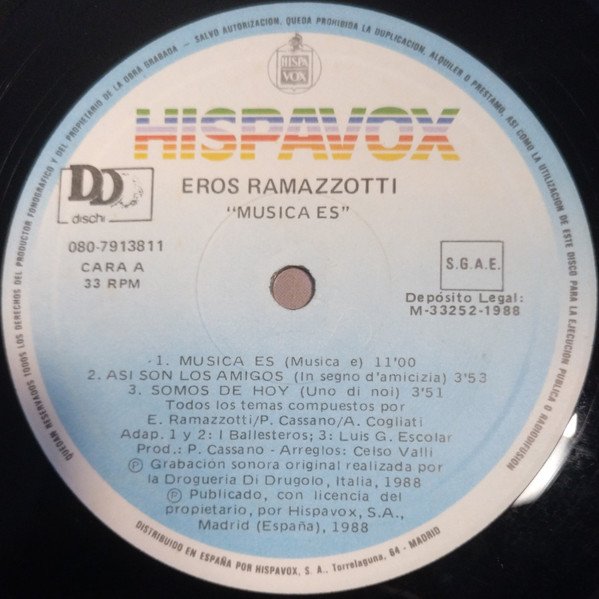 QUEDAN RESERVADOS TODOS LOS DERECHOS DEL PRODUCTOR FONOGRAFICO Y DEL PROPIETARIO DE LA OBRA GRABADA - SALVO AUTORIZACION, QUEDA PROHIBIDA LA DUPLICACION, ALQUILER O PRESTAMO, ASI COMO LA UTILIZACION DE ESTE DISCO PARA LA EJECUCION PUBLICA O RADIODIFUSION
HISPA
VOX
HISPAVOX
DD
dischi
EROS RAMAZZOTTI
"MUSICA ES"
080-7913811
CARA A
33 RPM
S.G.A.E.
Depósito Legal:
M-33252-1988
-1. MUSICA ES (Musica e) 11'00
2. ASI SON LOS AMIGOS (In segno d'amicizia) 3'53
3. SOMOS DE HOY (Uno di noi) 3'51
Todos los temas compuestos por
E. Ramazzotti/P. Cassano/A. Cogliati
Adap. 1 y 2: I Ballesteros; 3: Luis G. Escolar
Prod.: P. Cassano - Arreglos: Celso Valli
Ⓟ Grabación sonora original realizada por
la Drogueria Di Drugolo, Italia, 1988
Ⓟ Publicado, con licencia del
propietario, por Hispavox, S.A.,
Madrid (España), 1988
DISTRIBUIDO EN ESPAÑA POR HISPAVOX, S. A., Torrelaguna, 64 - MADRID